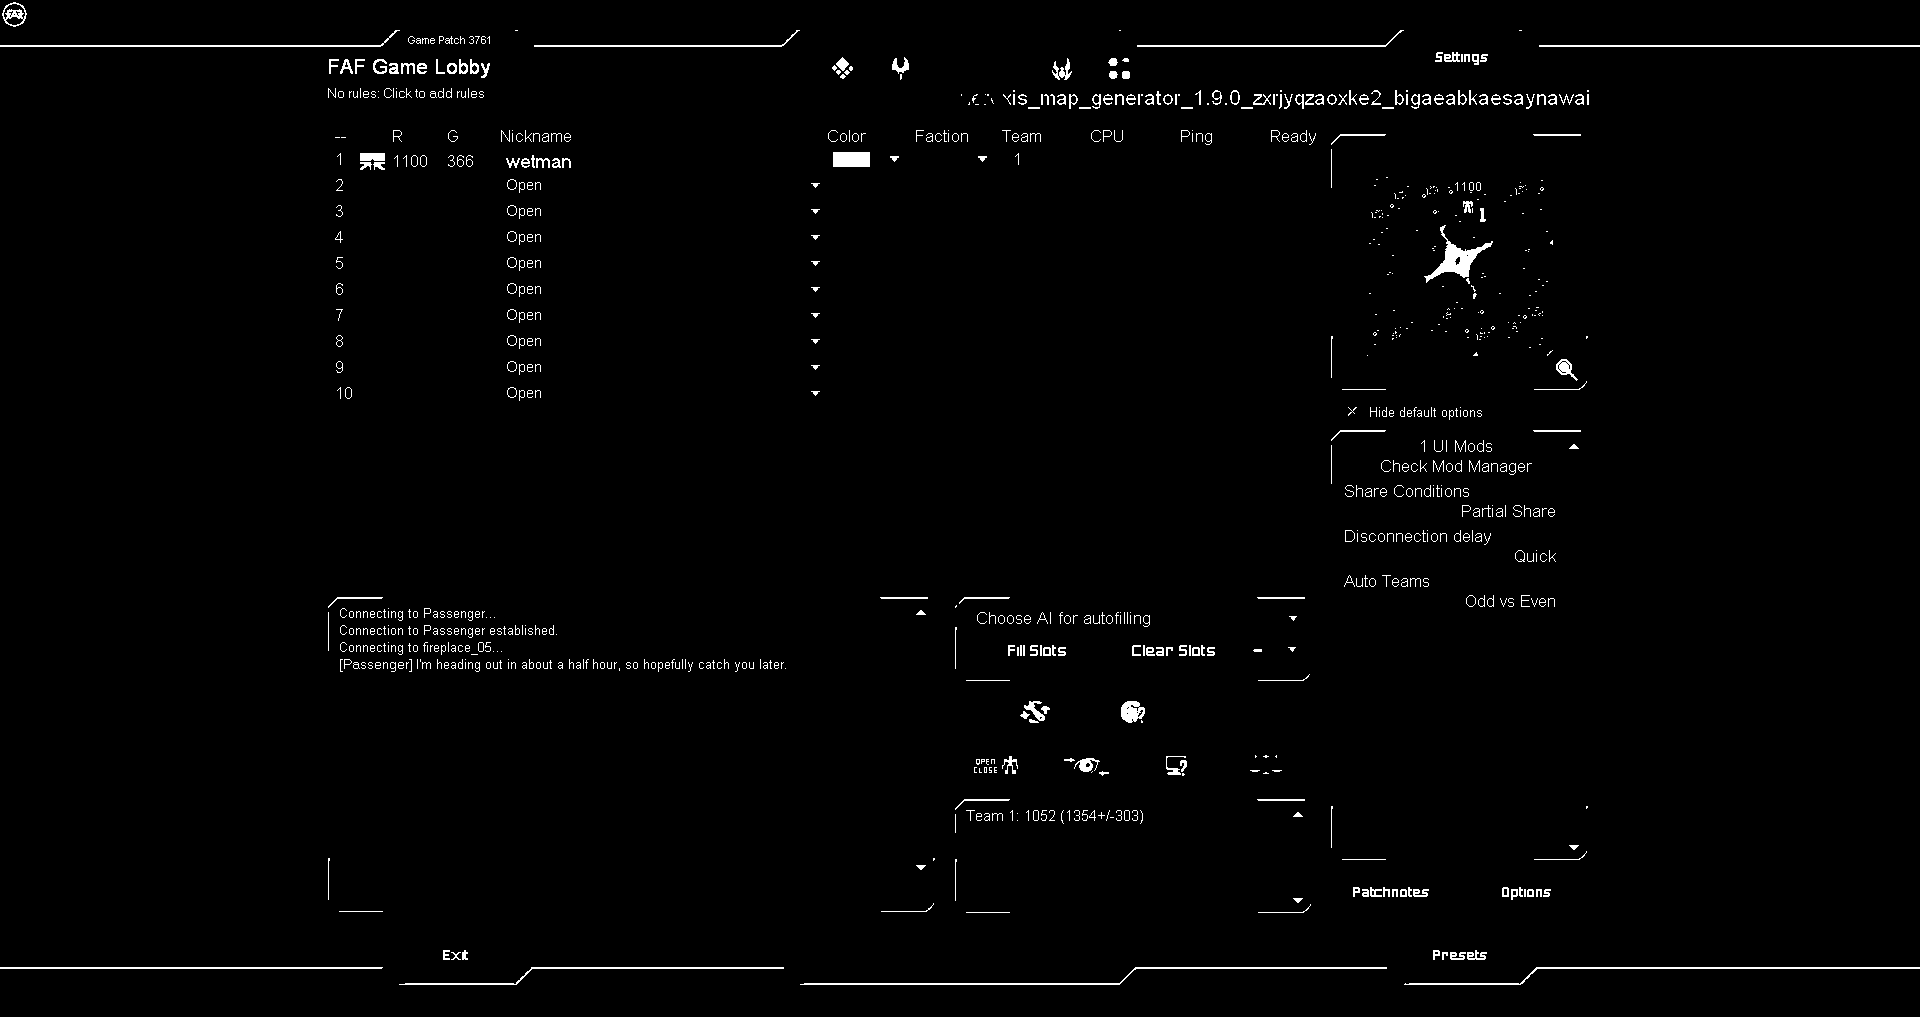 FAF
Game Patch 3761
Settings
FAF Game Lobby
No rules: Click to add rules
xis_map_generator_1.9.0_zxrjyqzaoxke2_bigaeabkaesaynawai
-- R G Nickname Color Faction Team CPU Ping Ready
1 1100 366 wetman 1
2 Open
3 Open
4 Open
5 Open
6 Open
7 Open
8 Open
9 Open
10 Open
1100
1
Hide default options
1 UI Mods
Check Mod Manager
Share Conditions
Partial Share
Disconnection delay
Quick
Auto Teams
Odd vs Even
Connecting to Passenger...
Connection to Passenger established.
Connecting to fireplace_05...
[Passenger] I'm heading out in about a half hour, so hopefully catch you later.
Choose AI for autofilling
Fill Slots Clear Slots -
OPEN
CLOSE
Team 1: 1052 (1354+/-303)
Patchnotes Options
Exit
Presets